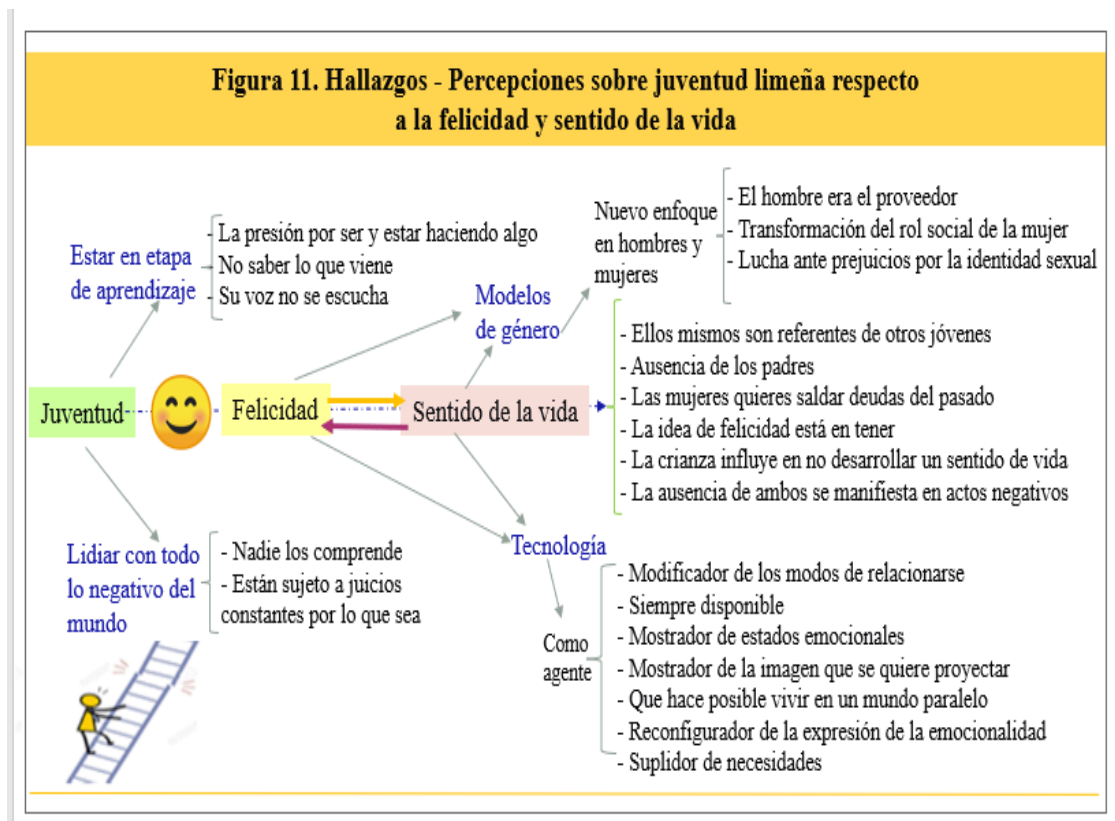 Figura 11. Hallazgos - Percepciones sobre juventud limeña respecto
a la felicidad y sentido de la vida
Estar en etapa
de aprendizaje
- La presión por ser y estar haciendo algo
- No saber lo que viene
- Su voz no se escucha
Modelos
de género
Nuevo enfoque
en hombres y
mujeres
- El hombre era el proveedor
- Transformación del rol social de la mujer
- Lucha ante prejuicios por la identidad sexual
Juventud
Felicidad
Sentido de la vida
- Ellos mismos son referentes de otros jóvenes
- Ausencia de los padres
- Las mujeres quieres saldar deudas del pasado
- La idea de felicidad está en tener
- La crianza influye en no desarrollar un sentido de vida
- La ausencia de ambos se manifiesta en actos negativos
Lidiar con todo
lo negativo del
mundo
- Nadie los comprende
- Están sujeto a juicios
constantes por lo que sea
Tecnología
Como
agente
- Modificador de los modos de relacionarse
- Siempre disponible
- Mostrador de estados emocionales
- Mostrador de la imagen que se quiere proyectar
- Que hace posible vivir en un mundo paralelo
- Reconfigurador de la expresión de la emocionalidad
- Suplidor de necesidades